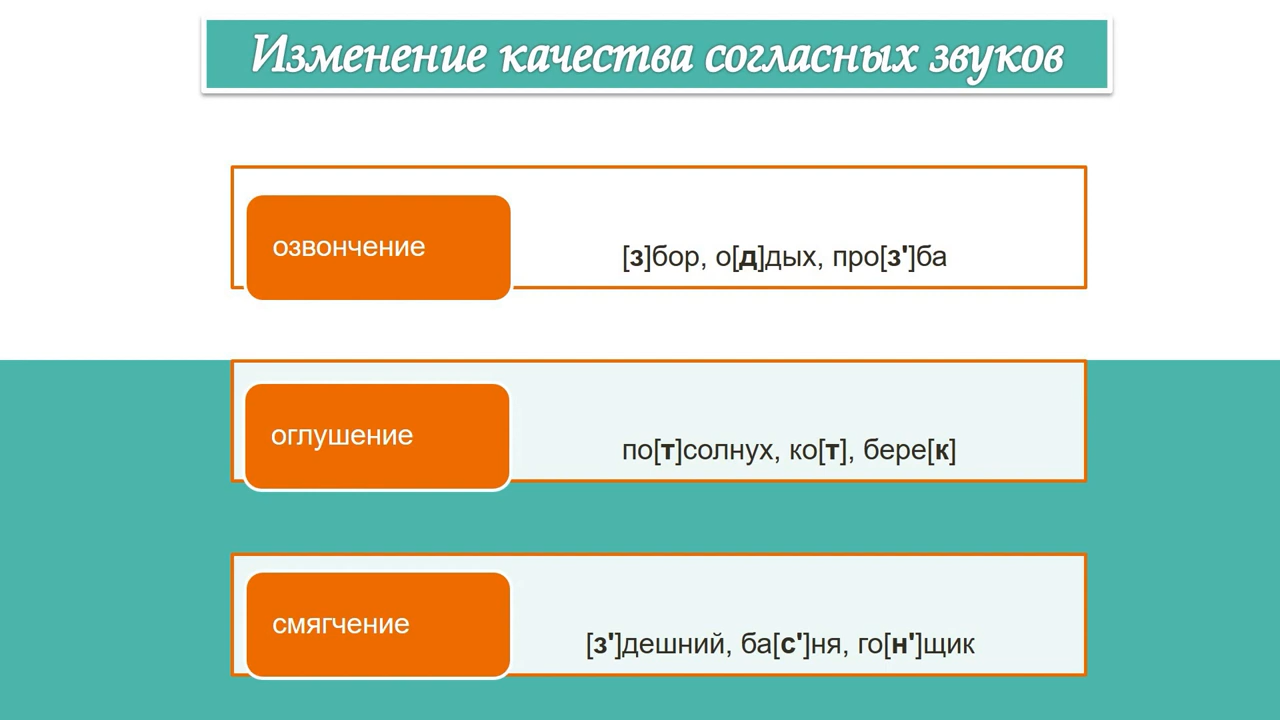 Изменение качества согласных звуков
озвончение
[з]бор, о[д]дых, про[з']ба
оглушение
по[т]солнух, ко[т], бере[к]
смягчение
[з']дешний, ба[с']ня, го[н']щик